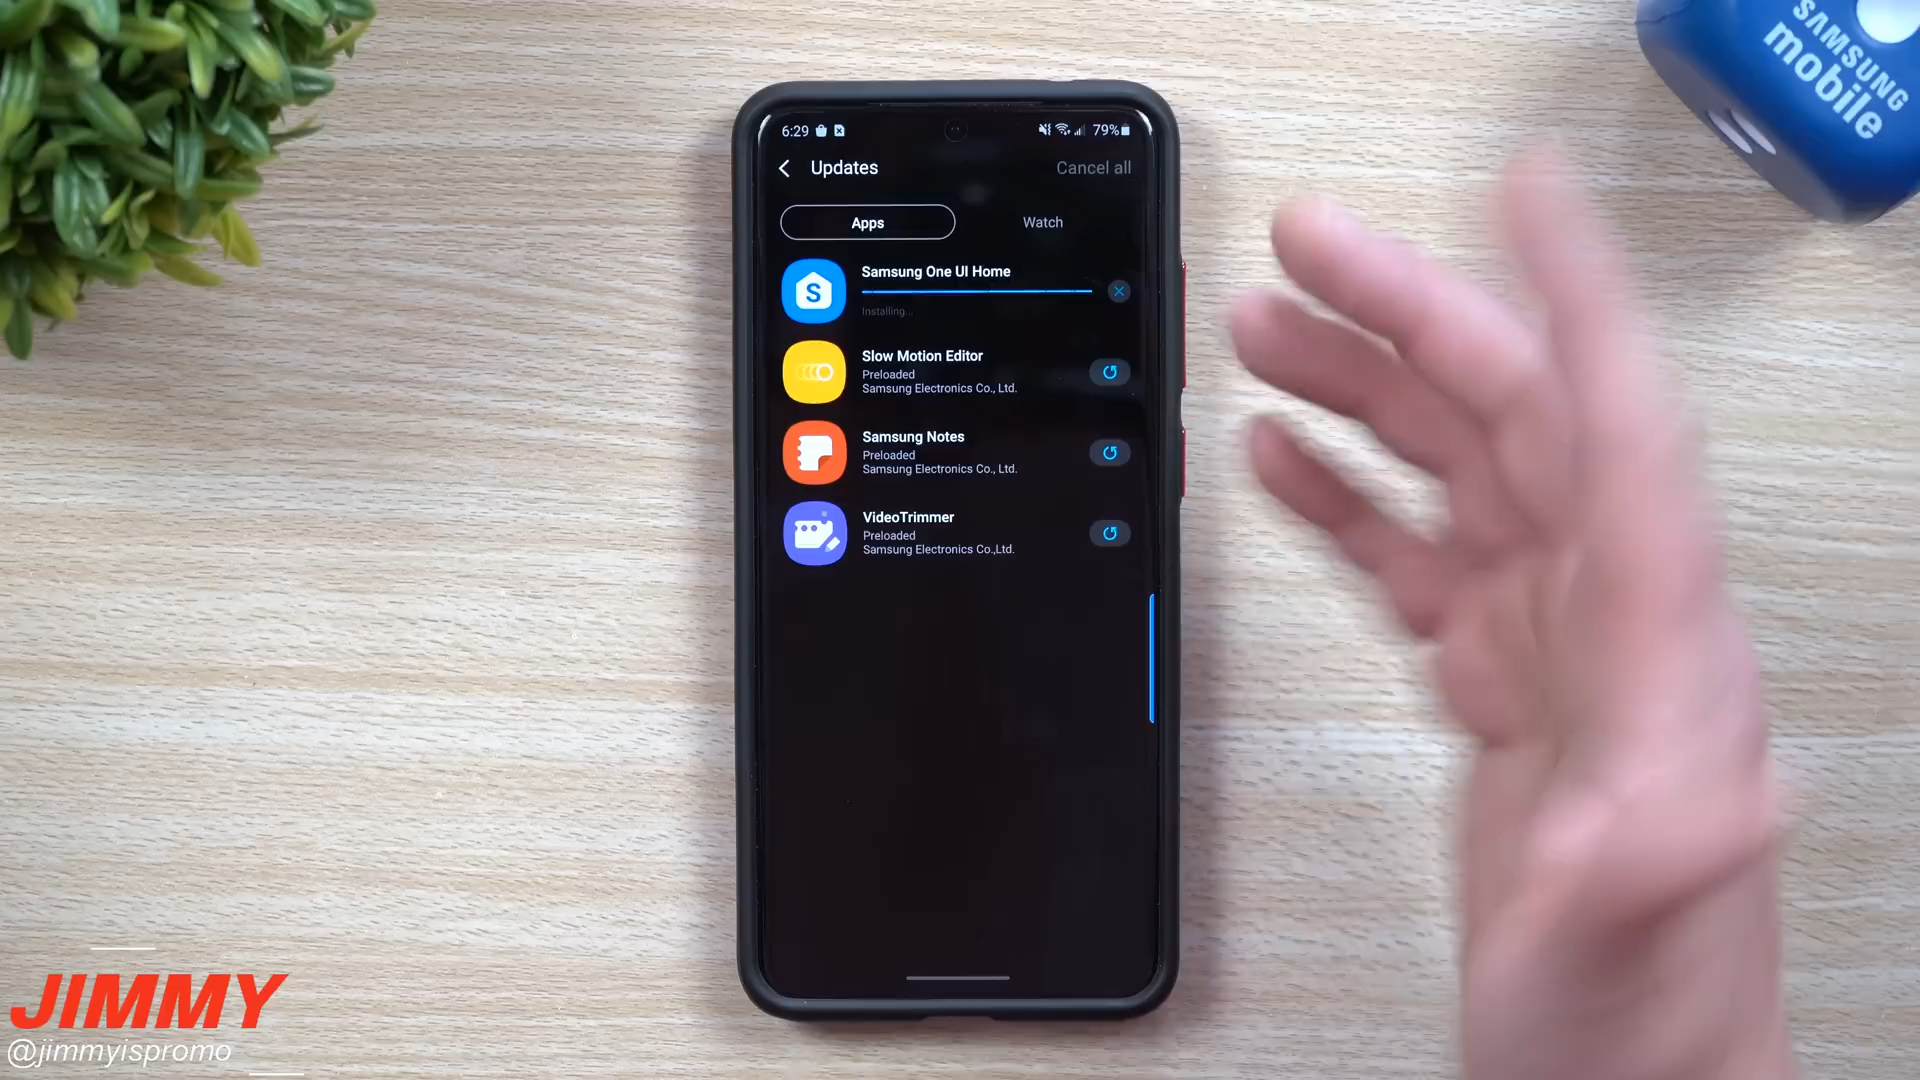 SAMSUNG
mobile
6:29
79%
Updates
Cancel all
Apps
Watch
Samsung One UI Home
S
Installing...
Slow Motion Editor
Preloaded
Samsung Electronics Co., Ltd.
Samsung Notes
Preloaded
Samsung Electronics Co., Ltd.
VideoTrimmer
Preloaded
Samsung Electronics Co.,Ltd.
JIMMY
@jimmyispromo